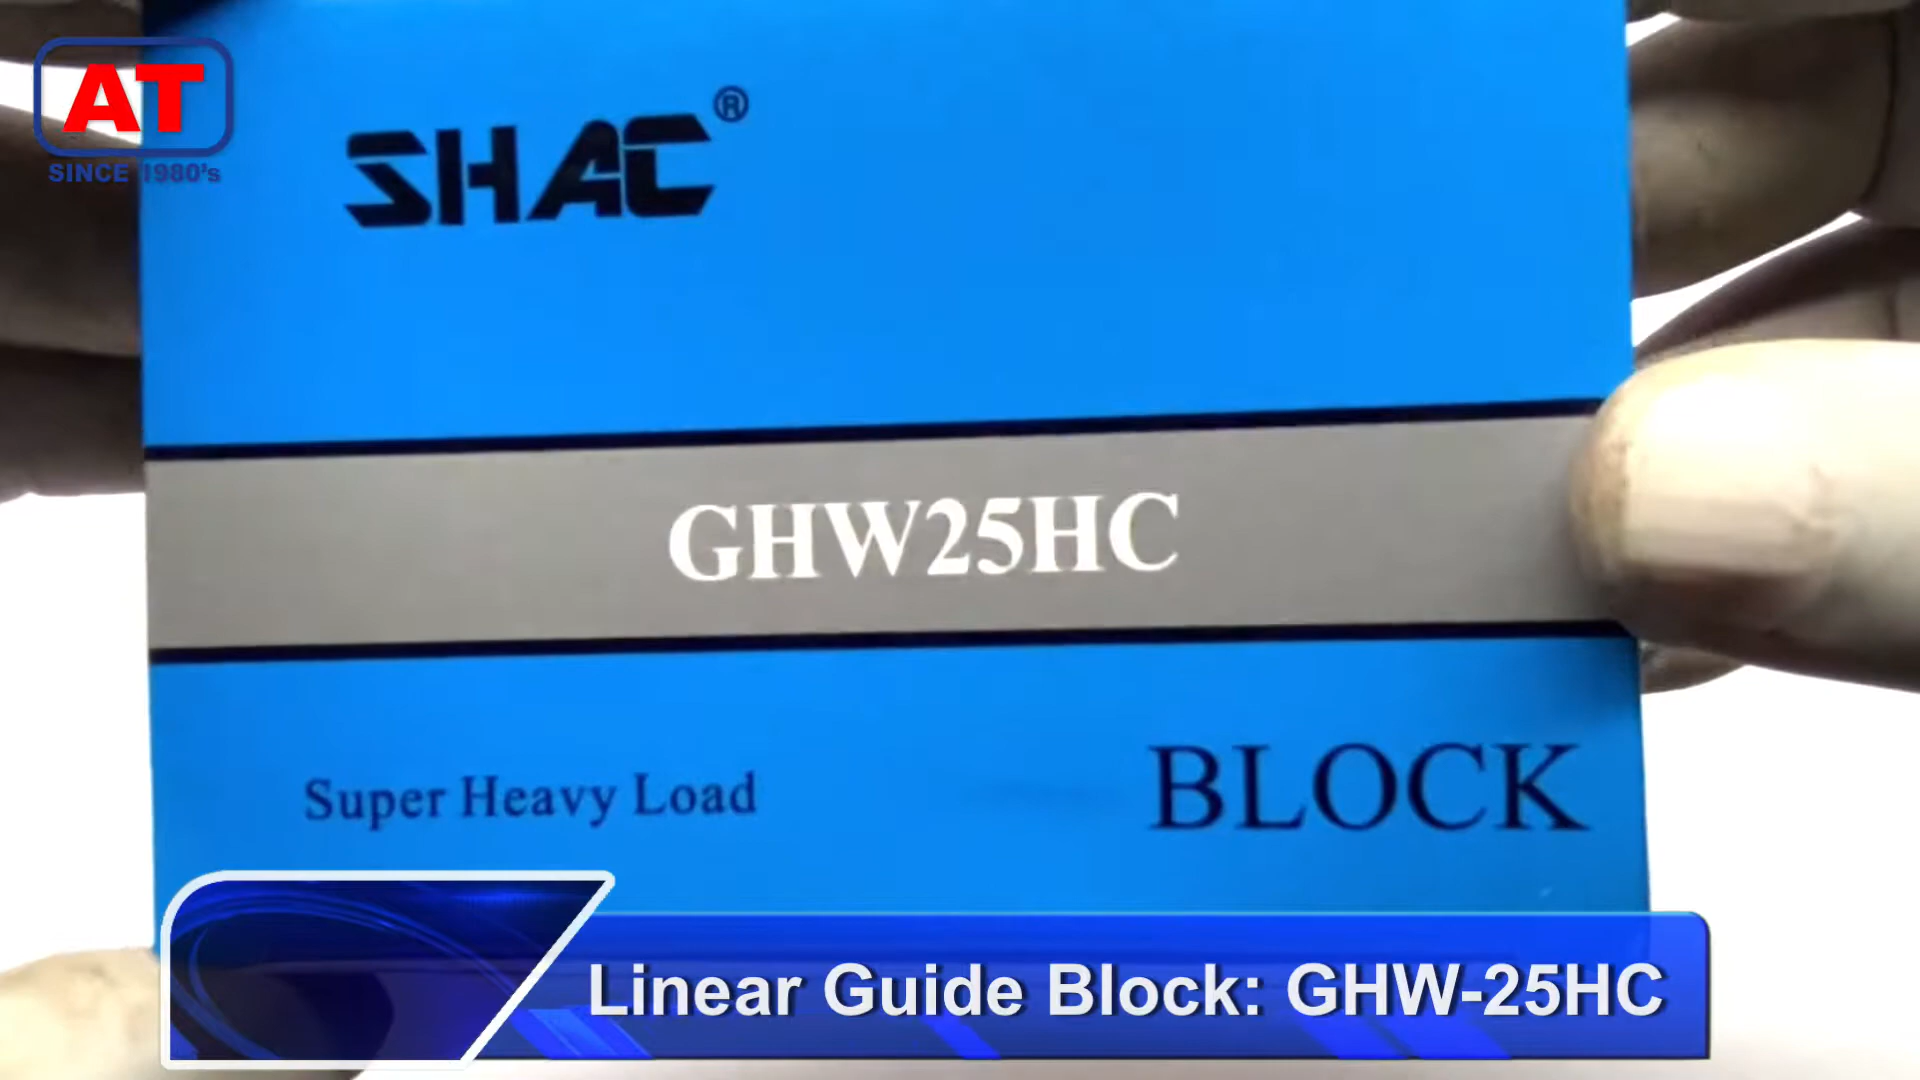 AT
SINCE 1980's
SHAC®
GHW25HC
Super Heavy Load
BLOCK
Linear Guide Block: GHW-25HC